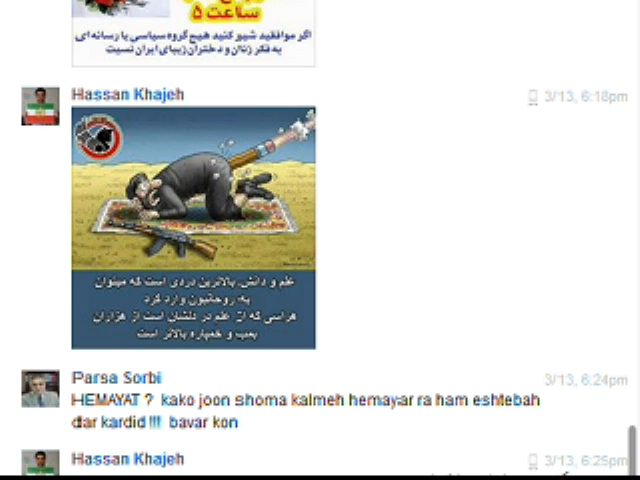 ساعت ۵
اگر موافقید شیر کنید هیچ گروه سیاسی یا رسانه ای
به فکر زنان و دختران زیبای ایران نسیت
Hassan Khajeh
3/13, 6:18pm
علم و دانش، بالاترین دردی است که میتوان
به روحانیون وارد کرد
هراسی که از علم در دلشان است از هزاران
بمب و خمپاره بالاتر است
Parsa Sorbi
3/13, 6:24pm
HEMAYAT ? kako joon shoma kalmeh hemayar ra ham eshtebah
dar kardid !!! bavar kon
Hassan Khajeh
3/13, 6:25pm